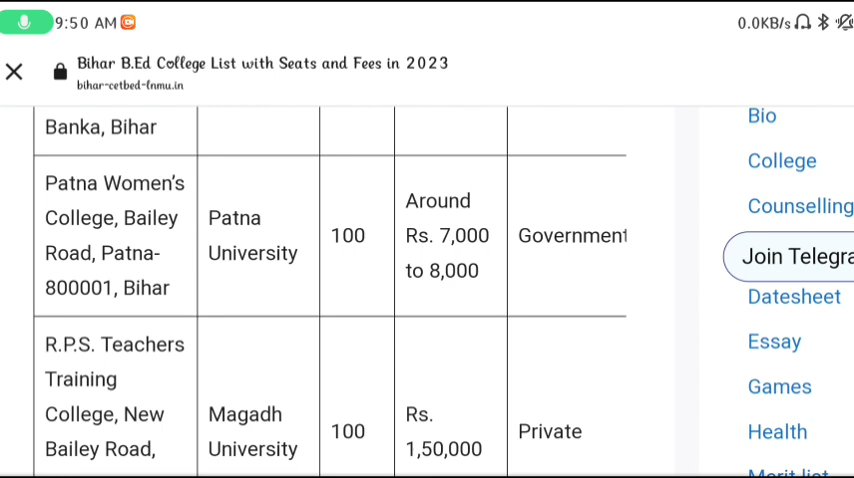 9:50 AM
0.0KB/s
Bihar B.Ed College List with Seats and Fees in 2023
bihar-cetbed-lnmu.in
Banka, Bihar
Patna Women's
College, Bailey
Road, Patna-
800001, Bihar
Patna
University
100
Around
Rs. 7,000
to 8,000
Government
R.P.S. Teachers
Training
College, New
Bailey Road,
Magadh
University
100
Rs.
1,50,000
Private
Bio
College
Counselling
Join Telegra
Datesheet
Essay
Games
Health
Merit list